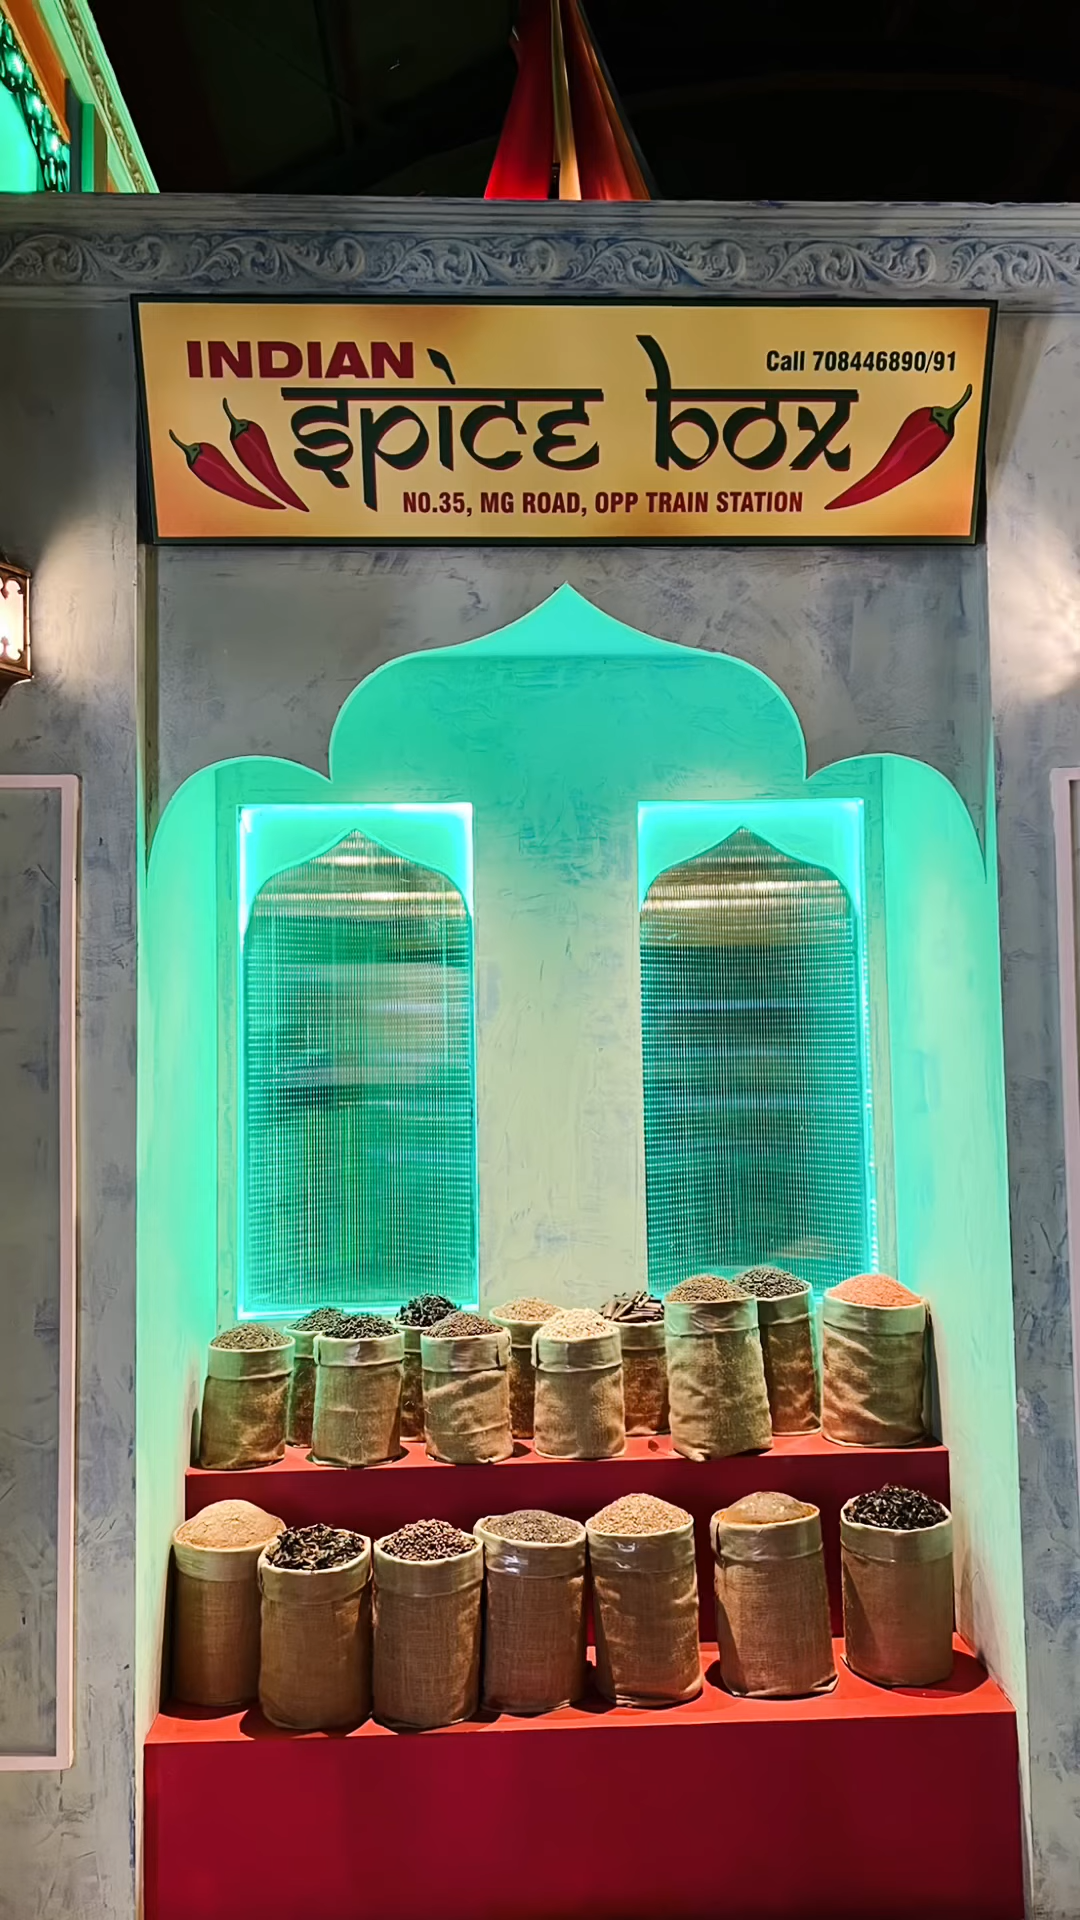 INDIAN
Call 708446890/91
spice box
NO.35, MG ROAD, OPP TRAIN STATION